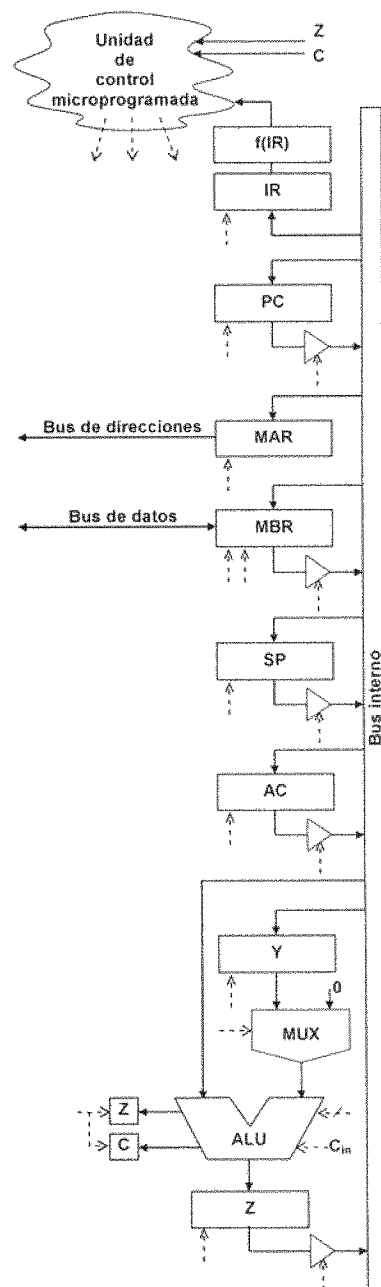 Unidad
de
control
microprogramada
Z
C
f(IR)
IR
PC
Bus de direcciones
MAR
Bus de datos
MBR
SP
Bus interno
AC
Y
0
MUX
Z
C
ALU
Cin
Z